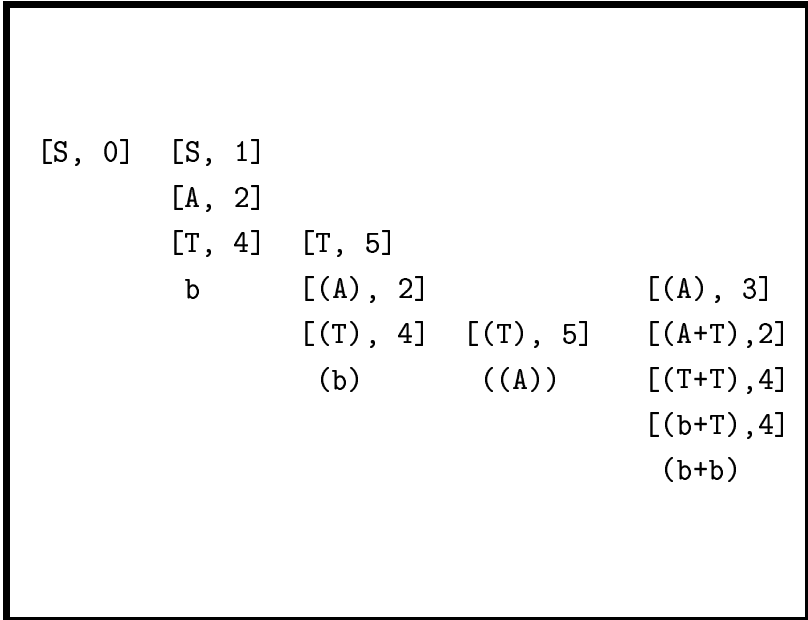 [S, 0] [S, 1]
[A, 2]
[T, 4] [T, 5]
b [(A), 2] [(A), 3]
[(T), 4] [(T), 5] [(A+T),2]
(b) ((A)) [(T+T),4]
[(b+T),4]
(b+b)